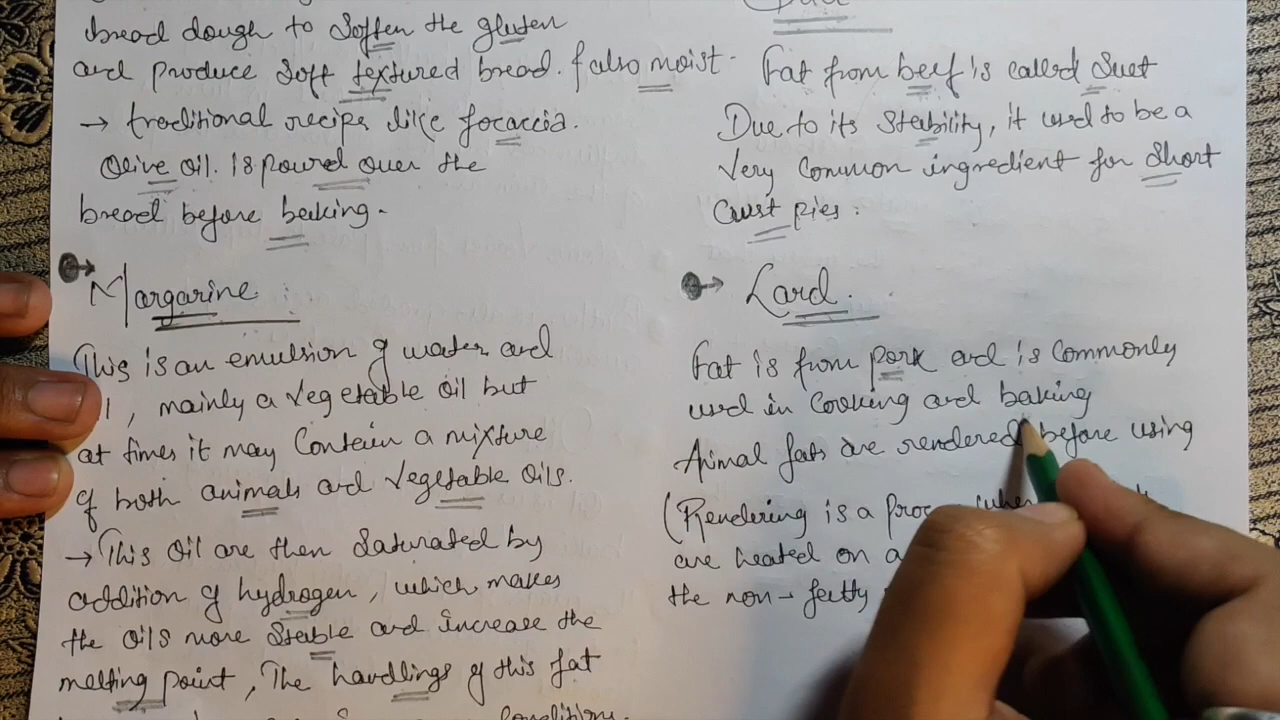 bread dough to soften the gluten
and produce soft textured bread. & also moist.
→ traditional recipe like focaccia.
Olive oil. is poured over the
bread before baking.
Margarine :
This is an emulsion of water and
, mainly a vegetable oil but
at times it may contain a mixture
of both animals and vegetable oils.
→ This oil are then saturated by
addition of hydrogen, which makes
the oils more stable and increase the
melting point, The handlings of this fat
conditions.
Fat from beef is called Suet
Due to its stability, it used to be a
very common ingredient for short
crust pies :
Lard.
Fat is from pork and is commonly
used in cooking and baking
Animal fats are rendered before using
(Rendering is a proc
are heated on a
the non-fatty